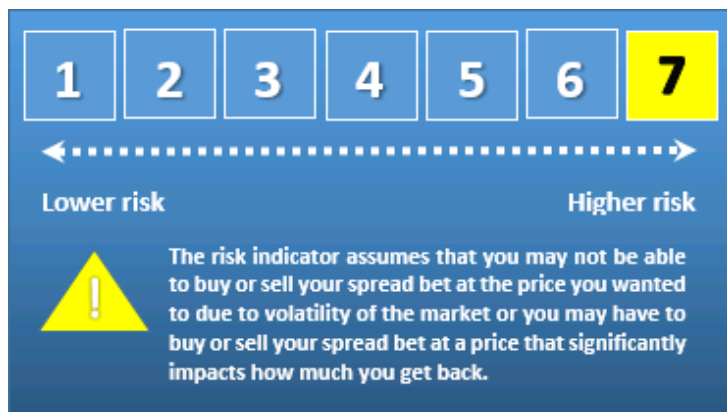 1 2 3 4 5 6 7
Lower risk Higher risk
!
The risk indicator assumes that you may not be able
to buy or sell your spread bet at the price you wanted
to due to volatility of the market or you may have to
buy or sell your spread bet at a price that significantly
impacts how much you get back.